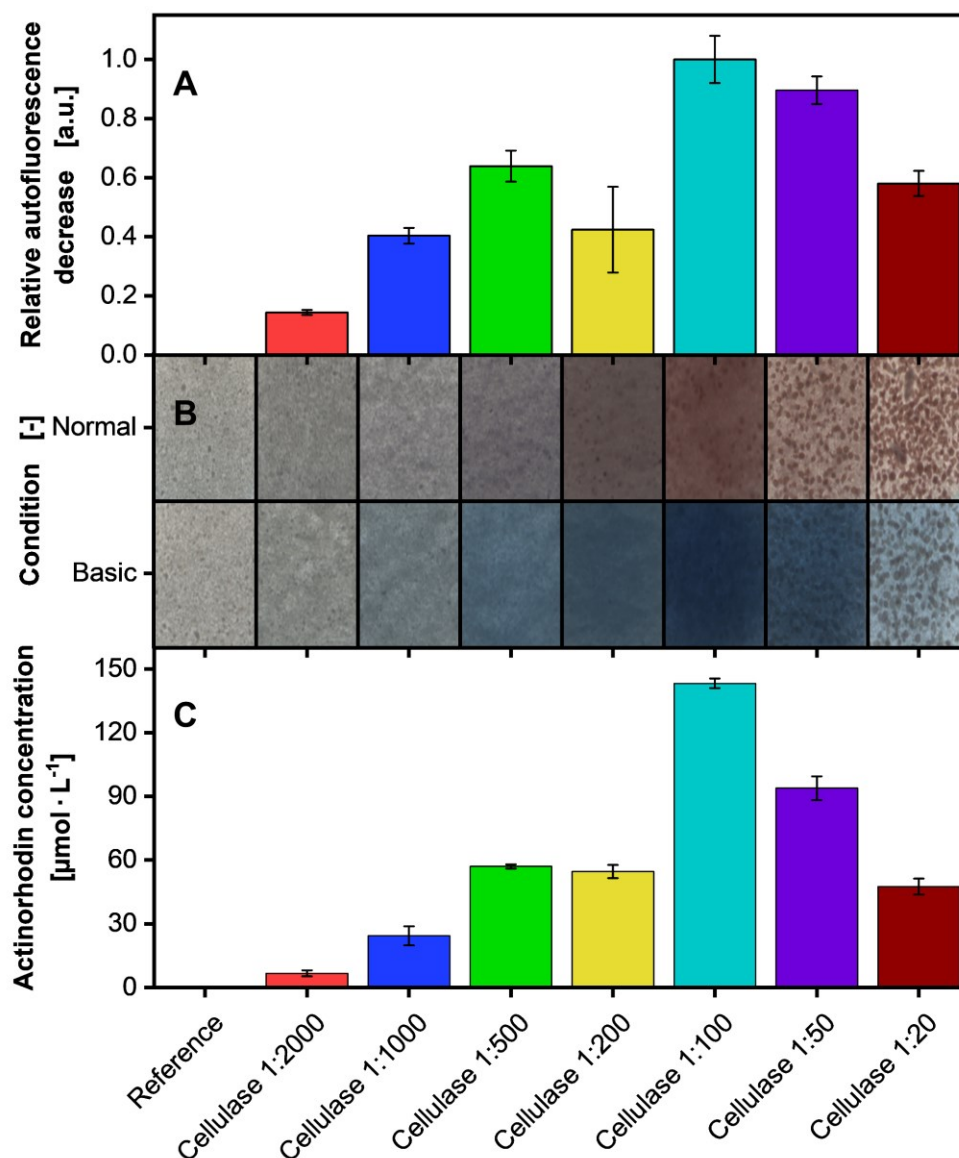 A
Relative autofluorescence
decrease [a.u.]
1.0
0.8
0.6
0.4
0.2
0.0
B
Condition [-]
Normal
Basic
C
Actinorhodin concentration
[µmol · L⁻¹]
150
120
90
60
30
0
Reference
Cellulase 1:2000
Cellulase 1:1000
Cellulase 1:500
Cellulase 1:200
Cellulase 1:100
Cellulase 1:50
Cellulase 1:20